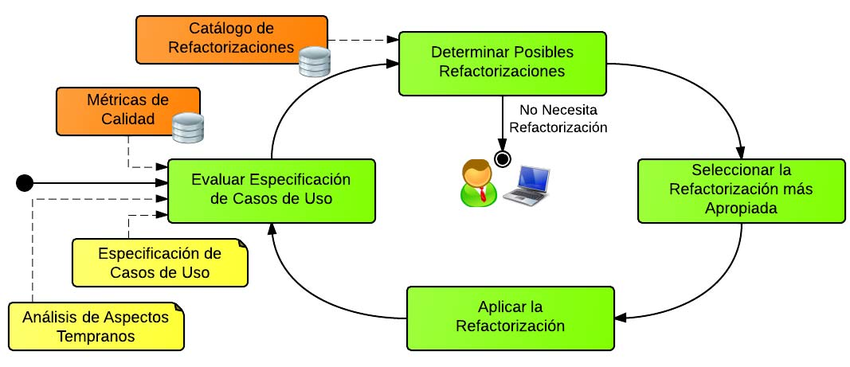 Catálogo de
Refactorizaciones
Determinar Posibles
Refactorizaciones
No Necesita
Refactorización
Métricas de
Calidad
Evaluar Especificación
de Casos de Uso
Seleccionar la
Refactorización más
Apropiada
Especificación de
Casos de Uso
Análisis de Aspectos
Tempranos
Aplicar la
Refactorización